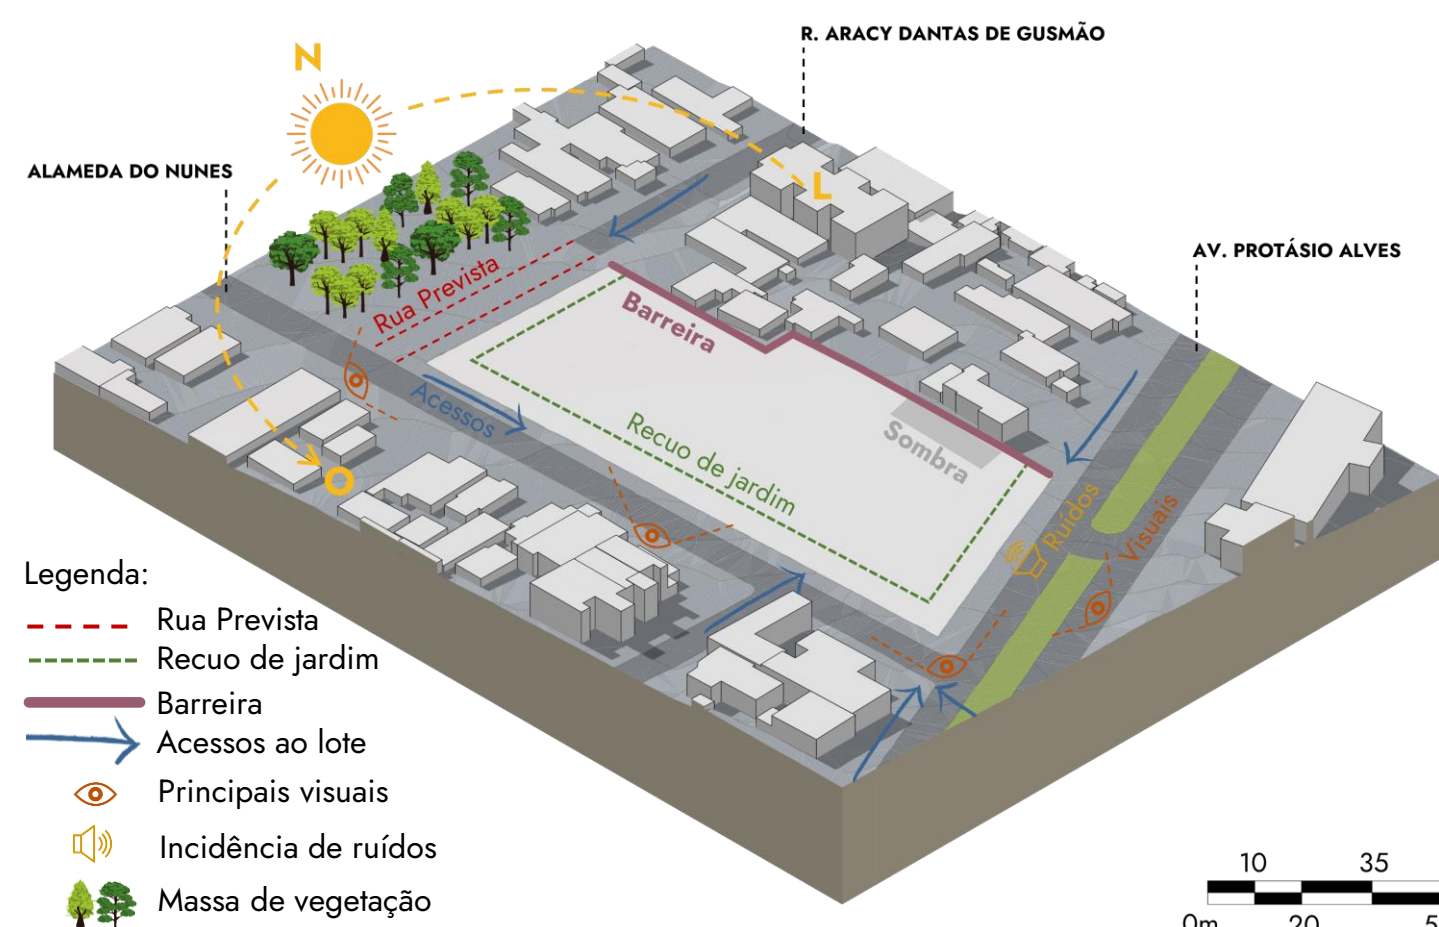 R. ARACY DANTAS DE GUSMÃO
N
ALAMEDA DO NUNES
L
AV. PROTÁSIO ALVES
Rua Prevista
Barreira
Acessos
Recuo de jardim
Sombra
Ruídos
Visuais
O
Legenda:
Rua Prevista
Recuo de jardim
Barreira
Acessos ao lote
Principais visuais
Incidência de ruídos
Massa de vegetação
10 35
0m 20 5